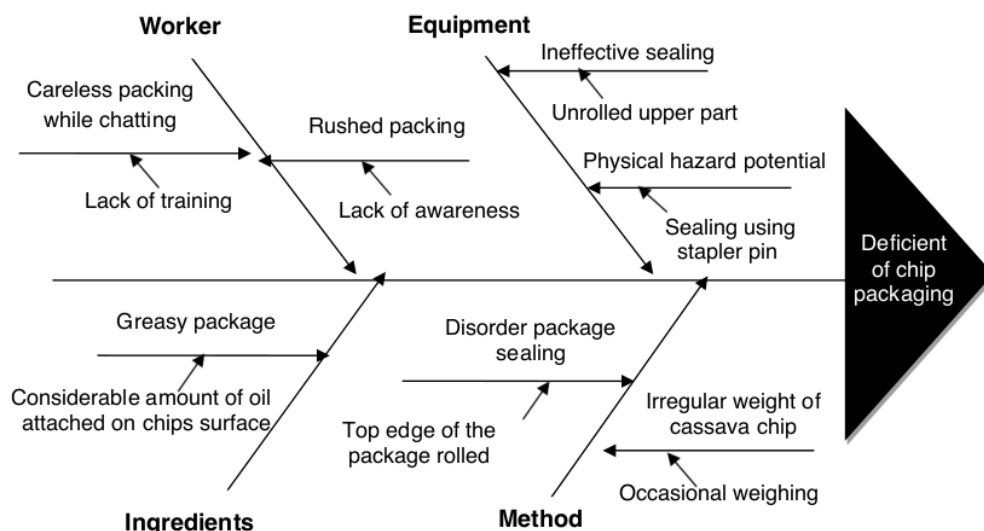 Worker
Equipment
Careless packing
while chatting
Lack of training
Rushed packing
Lack of awareness
Ineffective sealing
Unrolled upper part
Physical hazard potential
Sealing using
stapler pin
Deficient
of chip
packaging
Greasy package
Considerable amount of oil
attached on chips surface
Disorder package
sealing
Top edge of the
package rolled
Irregular weight of
cassava chip
Occasional weighing
Ingredients
Method